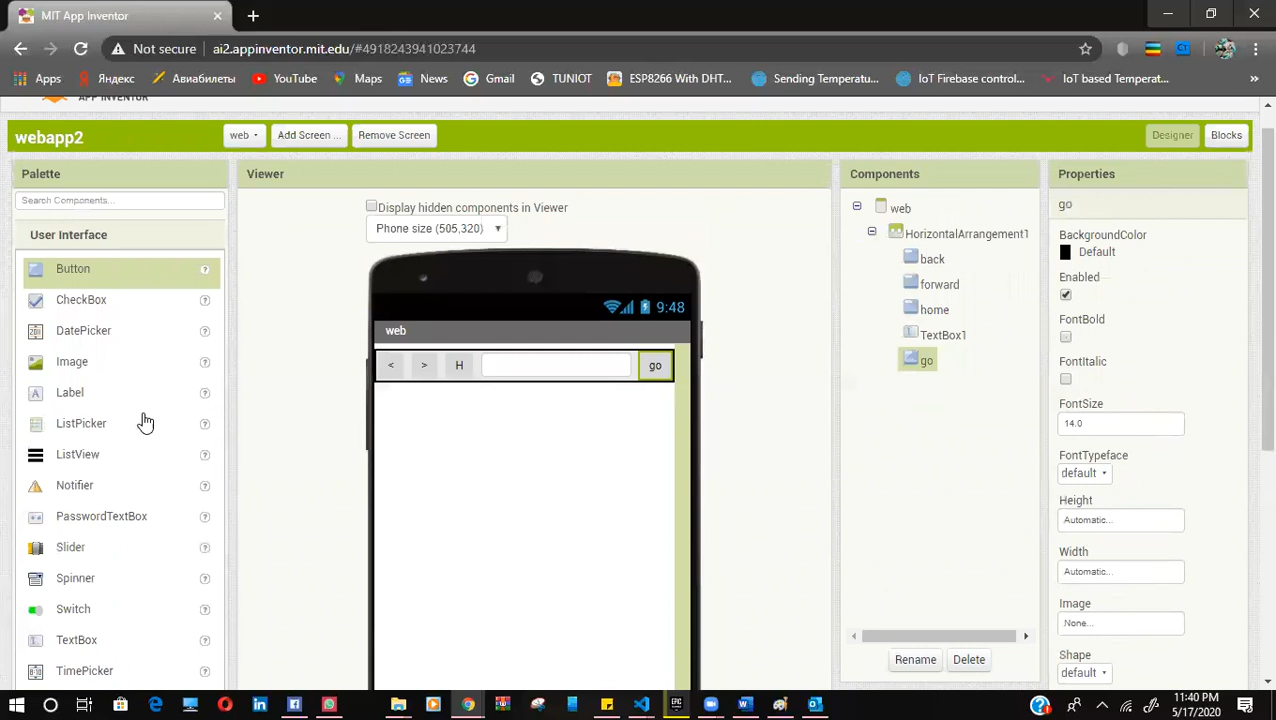 MIT App Inventor
Not secure
ai2.appinventor.mit.edu/#4918243941023744
Apps
Яндекс
Авиабилеты
YouTube
Maps
News
Gmail
TUNIOT
ESP8266 With DHT...
Sending Temperatu...
IoT Firebase control...
IoT based Temperat...
»
APP INVENTOR
webapp2
web
Add Screen ...
Remove Screen
Designer
Blocks
Palette
Viewer
Components
Properties
Search Components...
User Interface
Button ?
CheckBox ?
DatePicker ?
Image ?
Label ?
ListPicker ?
ListView ?
Notifier ?
PasswordTextBox ?
Slider ?
Spinner ?
Switch ?
TextBox ?
TimePicker ?
Display hidden components in Viewer
Phone size (505,320)
9:48
web
< > H go
web
HorizontalArrangement1
back
forward
home
TextBox1
go
Rename
Delete
go
BackgroundColor
Default
Enabled
FontBold
FontItalic
FontSize
14.0
FontTypeface
default
Height
Automatic...
Width
Automatic...
Image
None...
Shape
default
11:40 PM
5/17/2020